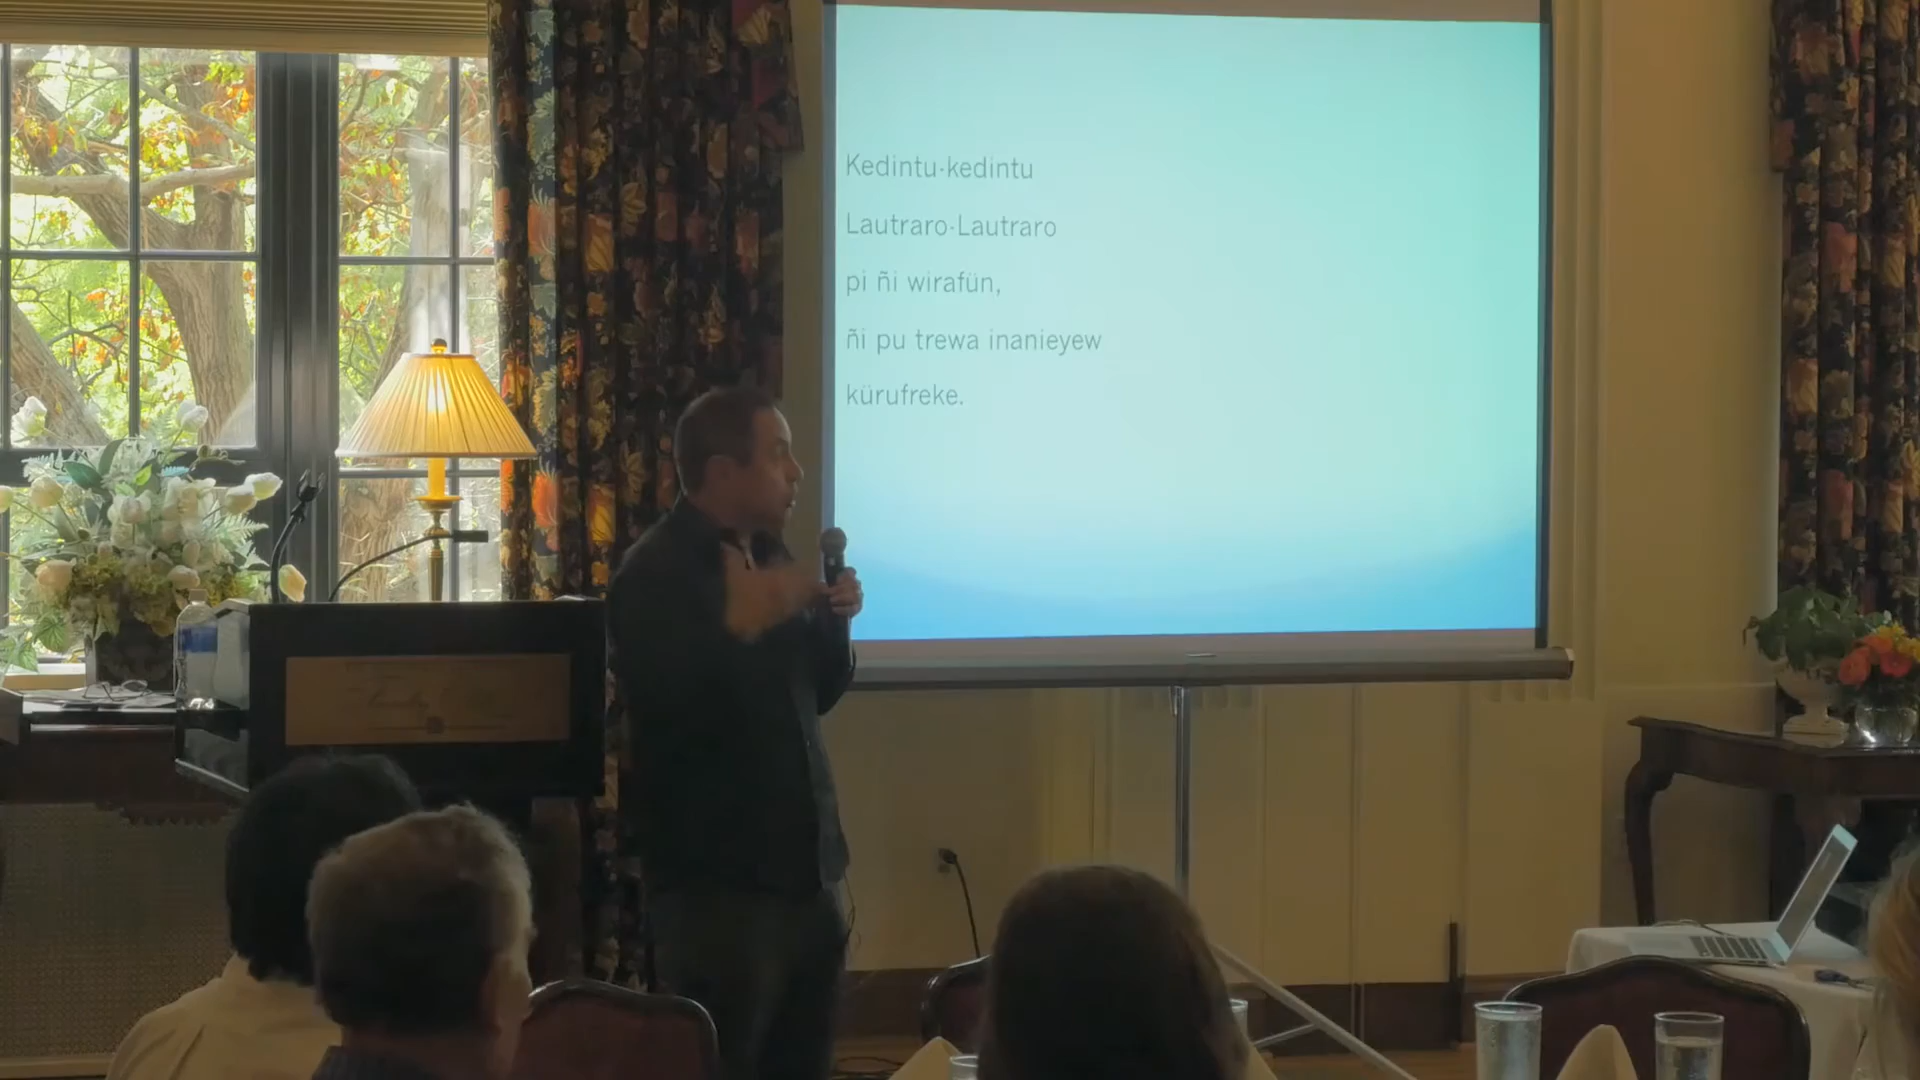 Kedintu-kedintu
Lautraro-Lautraro
pi ñi wirafün,
ñi pu trewa inanieyew
kürufreke.